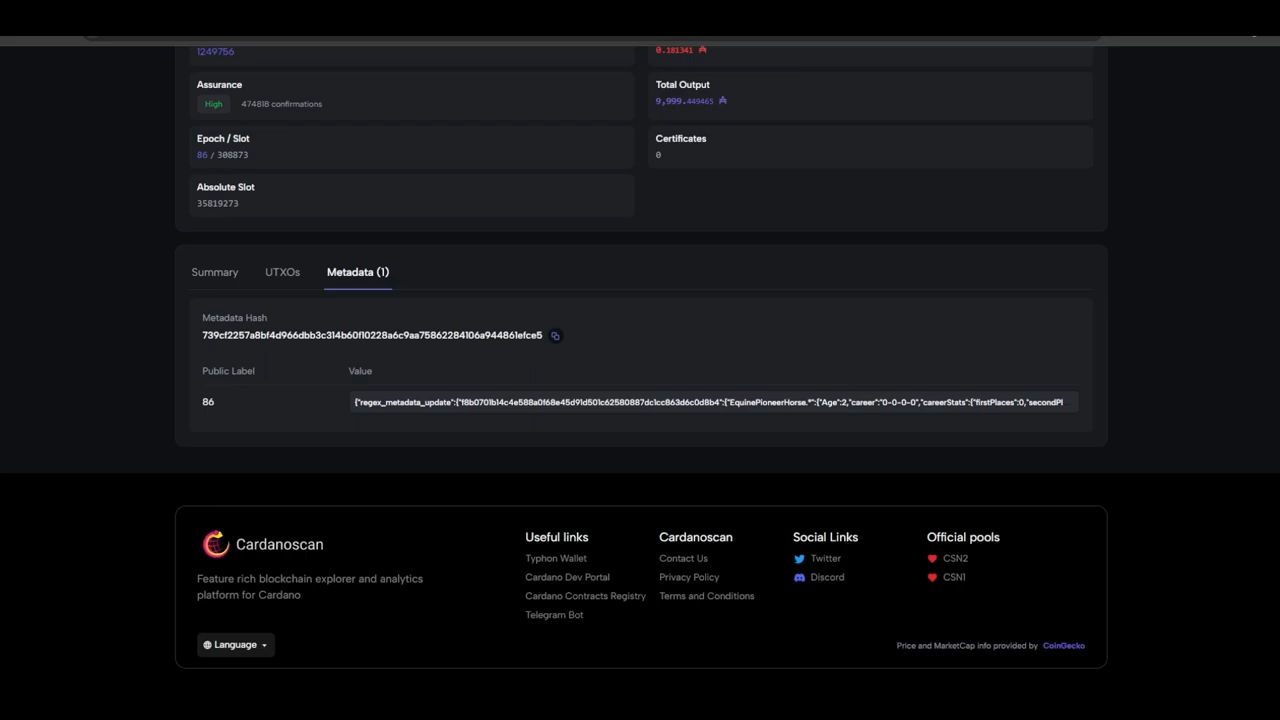 1249756
0.181341 ₳
Assurance
High 474818 confirmations
Total Output
9,999.449465 ₳
Epoch / Slot
86 / 308873
Certificates
0
Absolute Slot
35819273
Summary UTXOs Metadata (1)
Metadata Hash
739cf2257a8bf4d966dbb3c314b60f10228a6c9aa75862284106a944861efce5
Public Label Value
86 {"regex_metadata_update":{"f8b0701b14c4e588a0f68e45d91d501c62580887dc1cc863d6c0d8b4":{"EquinePioneerHorse.*":{"Age":2,"career":"0-0-0-0","careerStats":{"firstPlaces":0,"secondPl
Cardanoscan
Feature rich blockchain explorer and analytics
platform for Cardano
Language
Useful links
Typhon Wallet
Cardano Dev Portal
Cardano Contracts Registry
Telegram Bot
Cardanoscan
Contact Us
Privacy Policy
Terms and Conditions
Social Links
Twitter
Discord
Official pools
CSN2
CSN1
Price and MarketCap info provided by CoinGecko